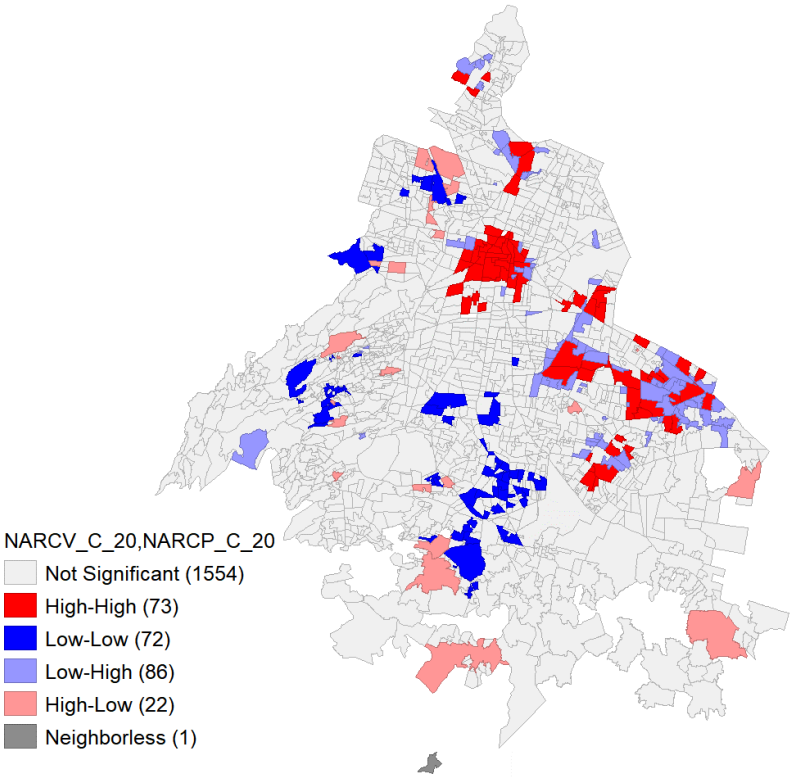 NARCV_C_20,NARCP_C_20
Not Significant (1554)
High-High (73)
Low-Low (72)
Low-High (86)
High-Low (22)
Neighborless (1)